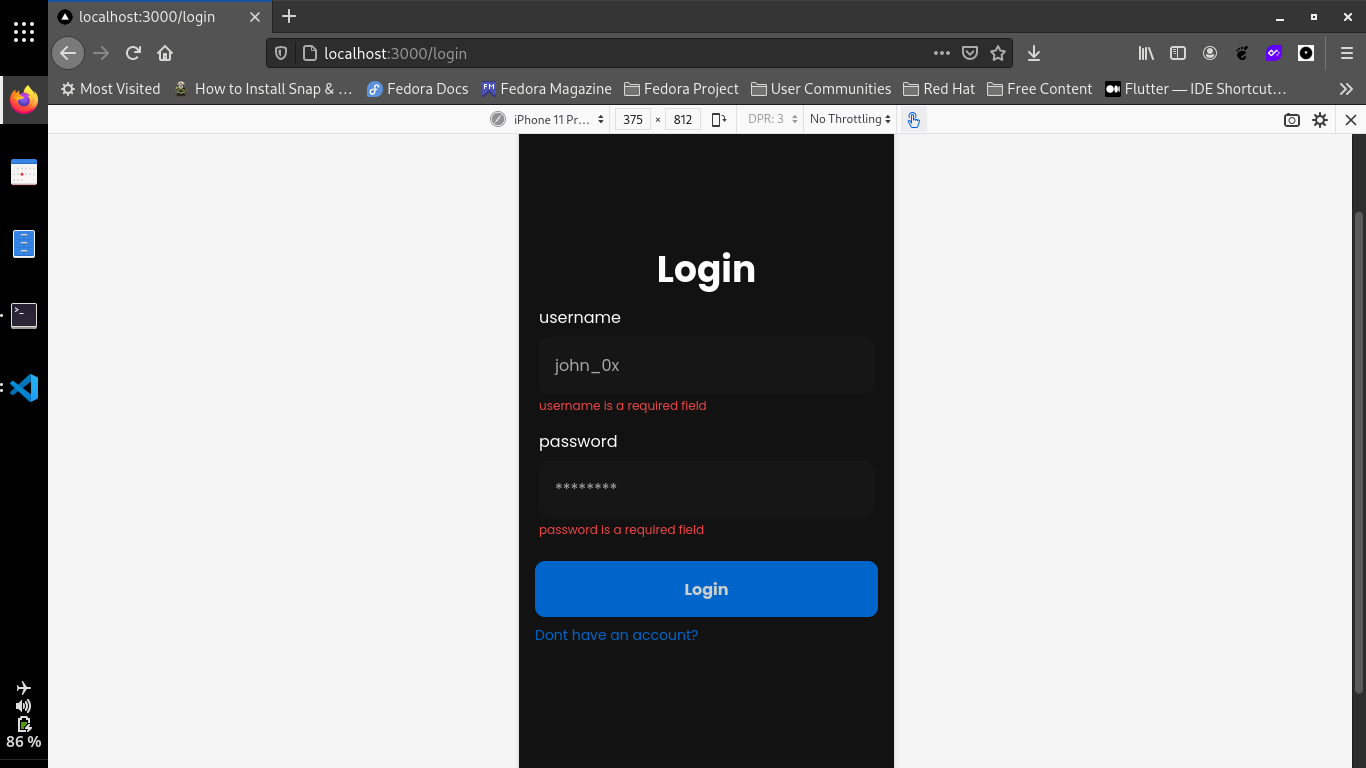 localhost:3000/login
localhost:3000/login
Most Visited
How to Install Snap & …
Fedora Docs
FM
Fedora Magazine
Fedora Project
User Communities
Red Hat
Free Content
Flutter — IDE Shortcut…
iPhone 11 Pr…
375 × 812
DPR: 3
No Throttling
Login
username
john_0x
username is a required field
password
********
password is a required field
Login
Dont have an account?
86 %